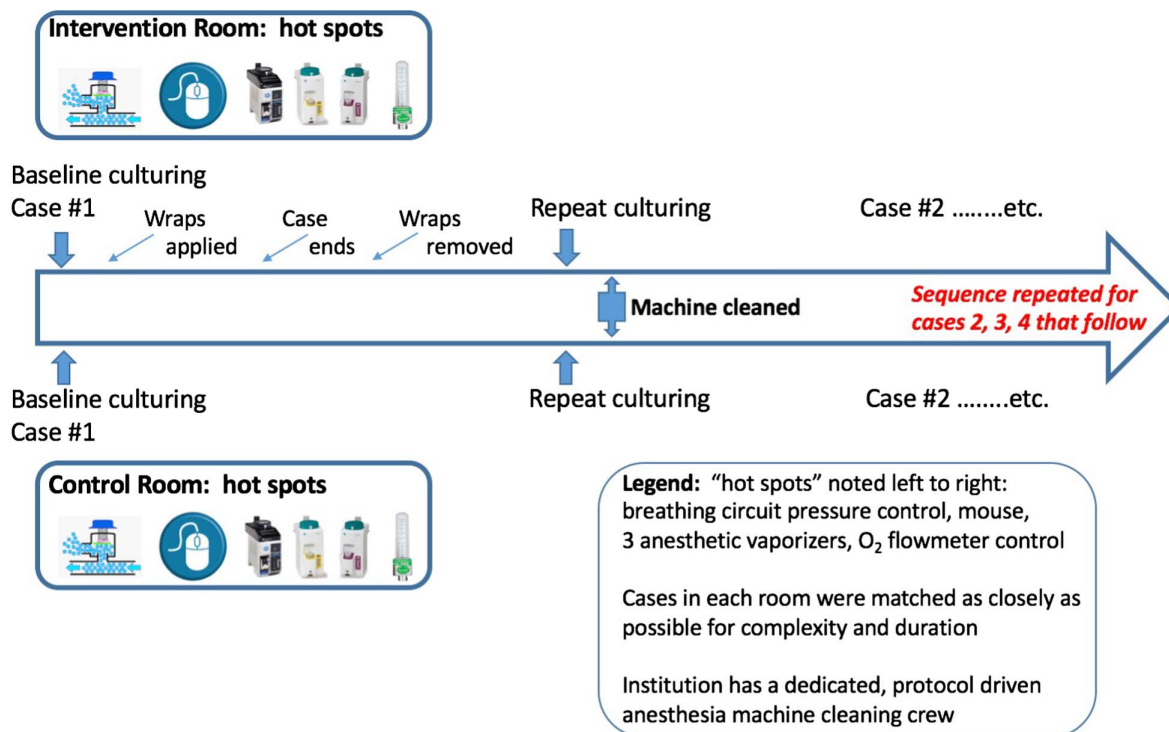 Intervention Room:  hot spots
Baseline culturing
Case #1
Wraps applied
Case ends
Wraps removed
Repeat culturing
Case #2 ........etc.
Machine cleaned
Sequence repeated for
cases 2, 3, 4 that follow
Baseline culturing
Case #1
Repeat culturing
Case #2 ........etc.
Control Room:  hot spots
Legend:  “hot spots” noted left to right:
breathing circuit pressure control, mouse,
3 anesthetic vaporizers, O₂ flowmeter control
Cases in each room were matched as closely as
possible for complexity and duration
Institution has a dedicated, protocol driven
anesthesia machine cleaning crew